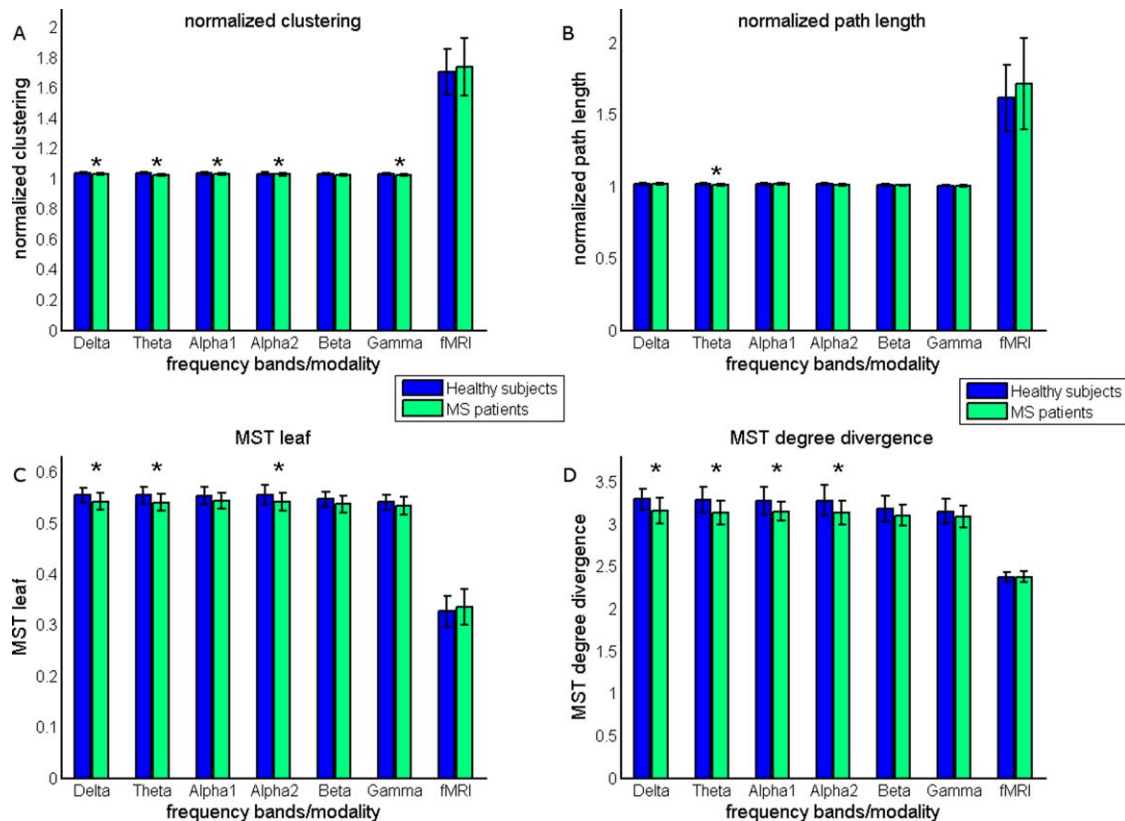 A
normalized clustering
normalized clustering
2
1.8
1.6
1.4
1.2
1
0.8
0.6
0.4
0.2
0
* * * * *
Delta Theta Alpha1 Alpha2 Beta Gamma fMRI
frequency bands/modality
B
normalized path length
normalized path length
2
1.5
1
0.5
0
*
Delta Theta Alpha1 Alpha2 Beta Gamma fMRI
frequency bands/modality
Healthy subjects
MS patients
Healthy subjects
MS patients
C
MST leaf
MST leaf
0.6
0.5
0.4
0.3
0.2
0.1
0
* * *
Delta Theta Alpha1 Alpha2 Beta Gamma fMRI
frequency bands/modality
D
MST degree divergence
MST degree divergence
3.5
3
2.5
2
1.5
1
0.5
0
* * * *
Delta Theta Alpha1 Alpha2 Beta Gamma fMRI
frequency bands/modality